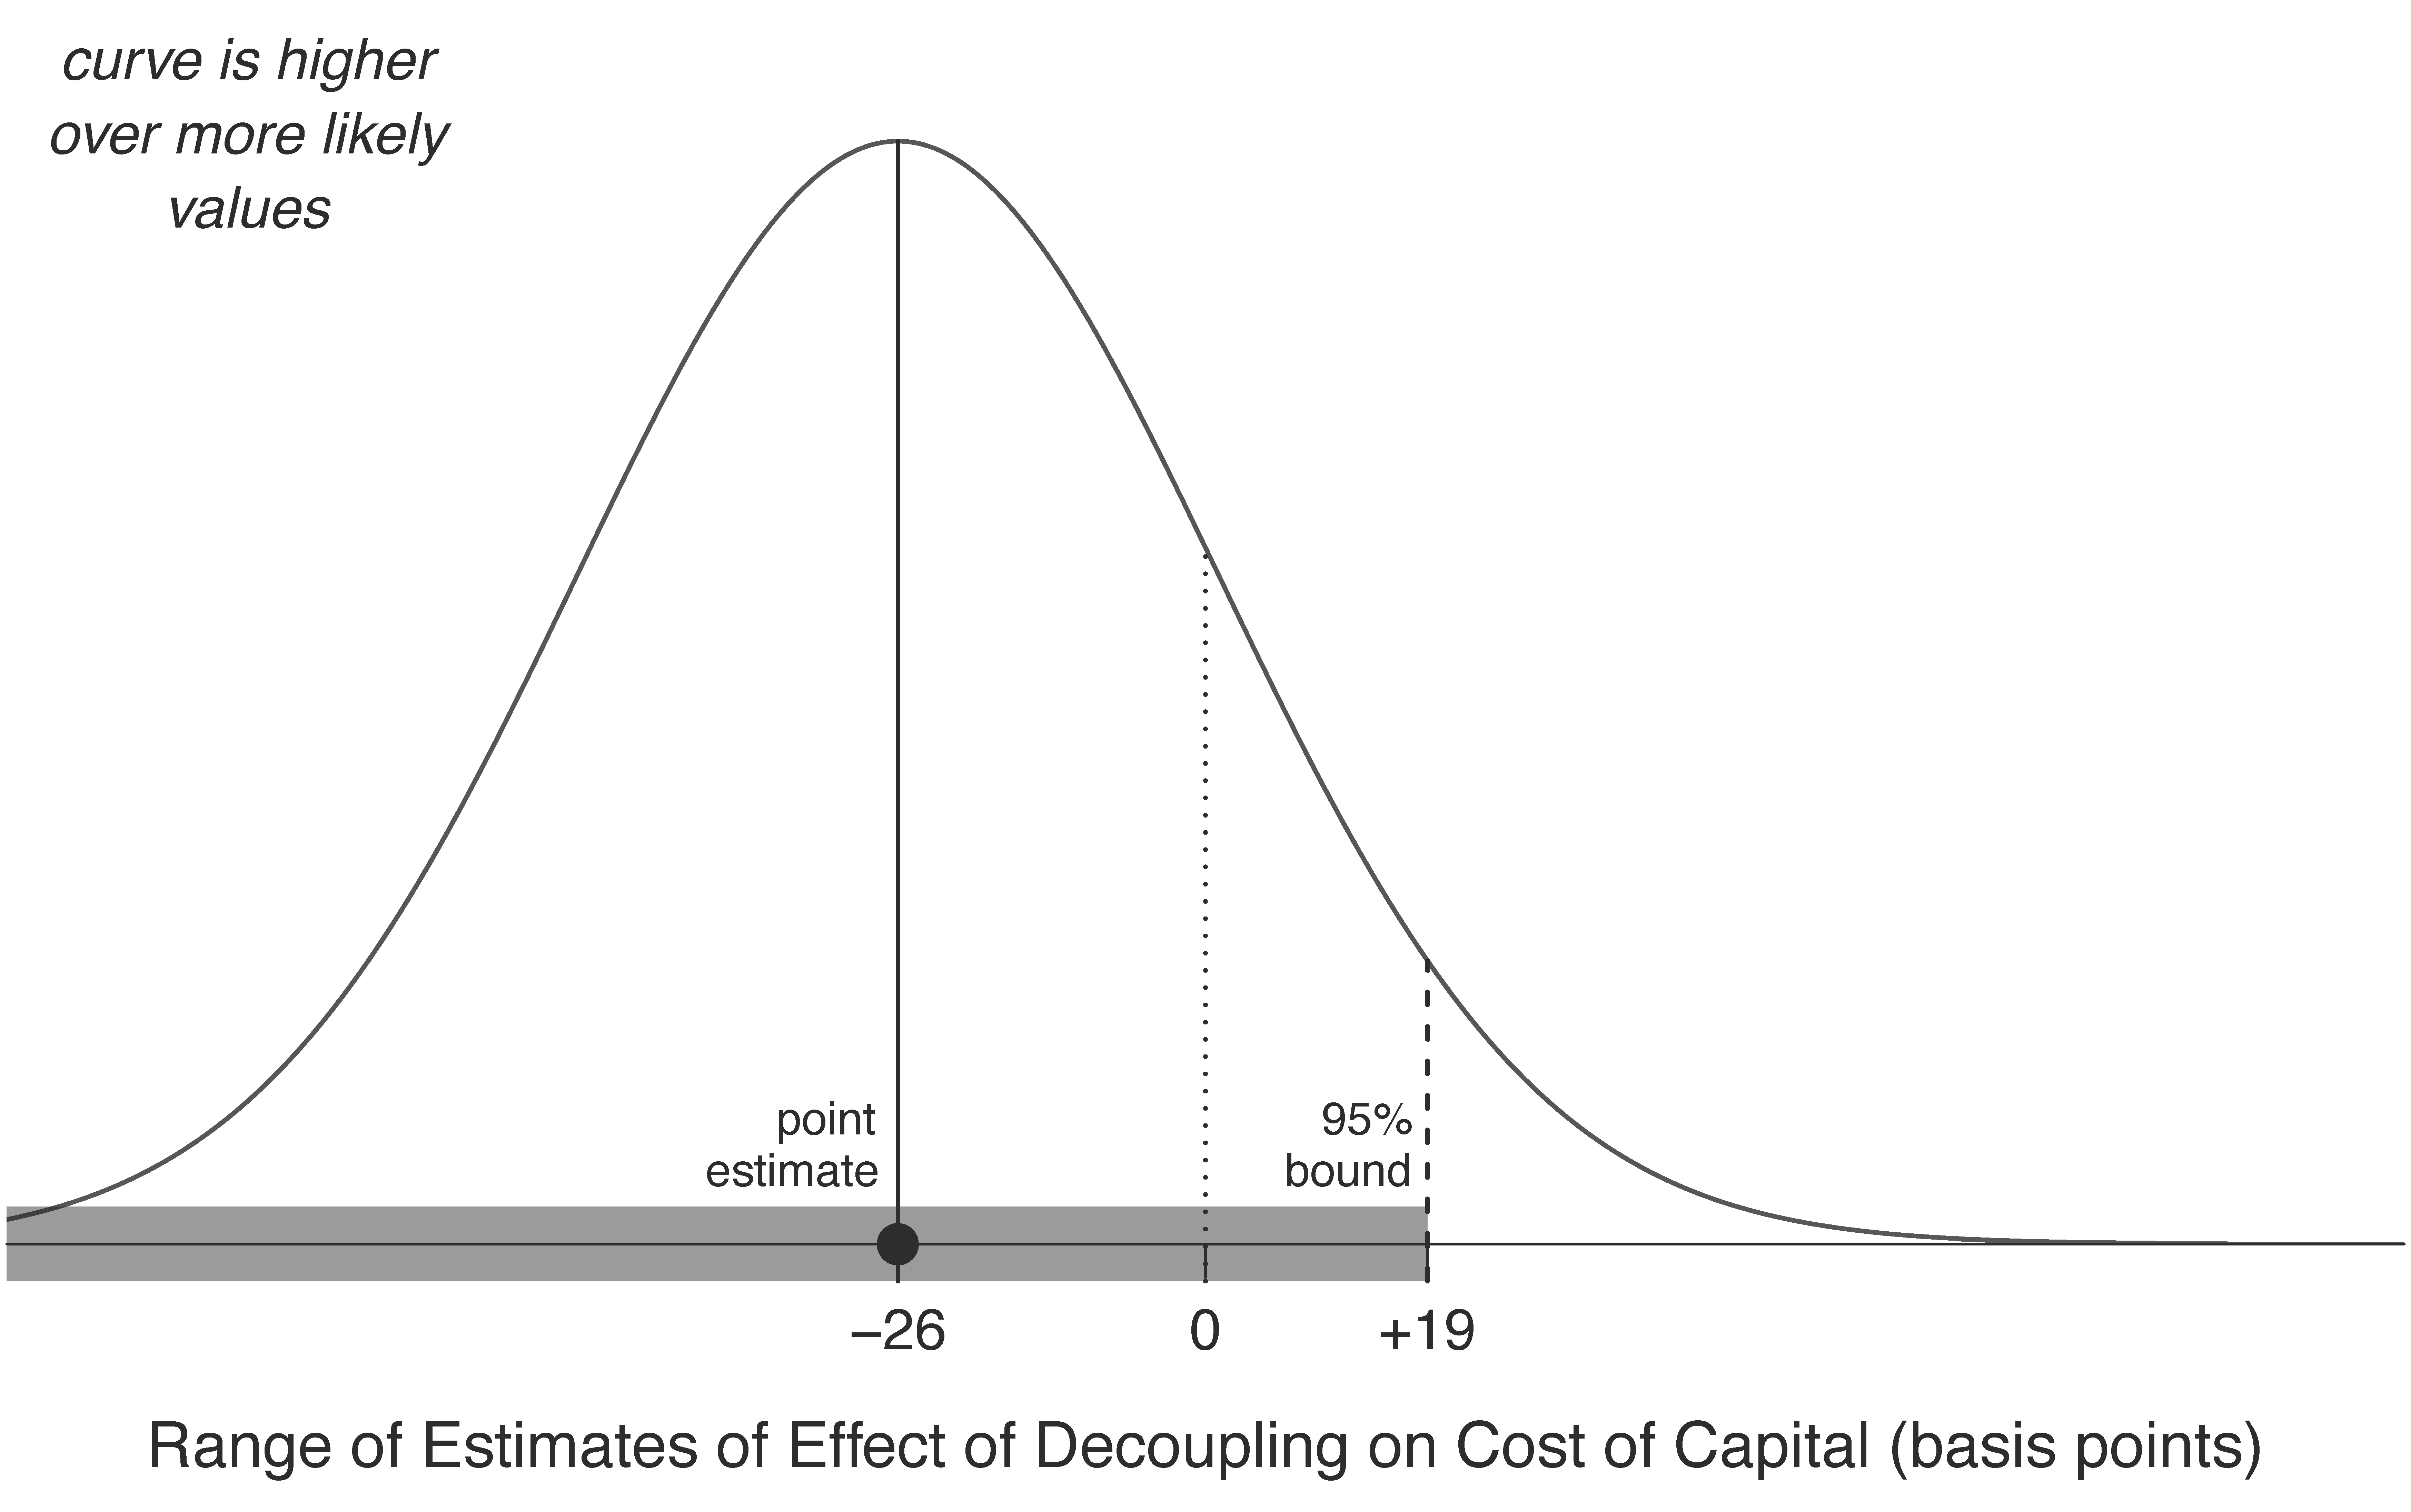 curve is higher
over more likely
values
point
estimate
95%
bound
–26
0
+19
Range of Estimates of Effect of Decoupling on Cost of Capital (basis points)